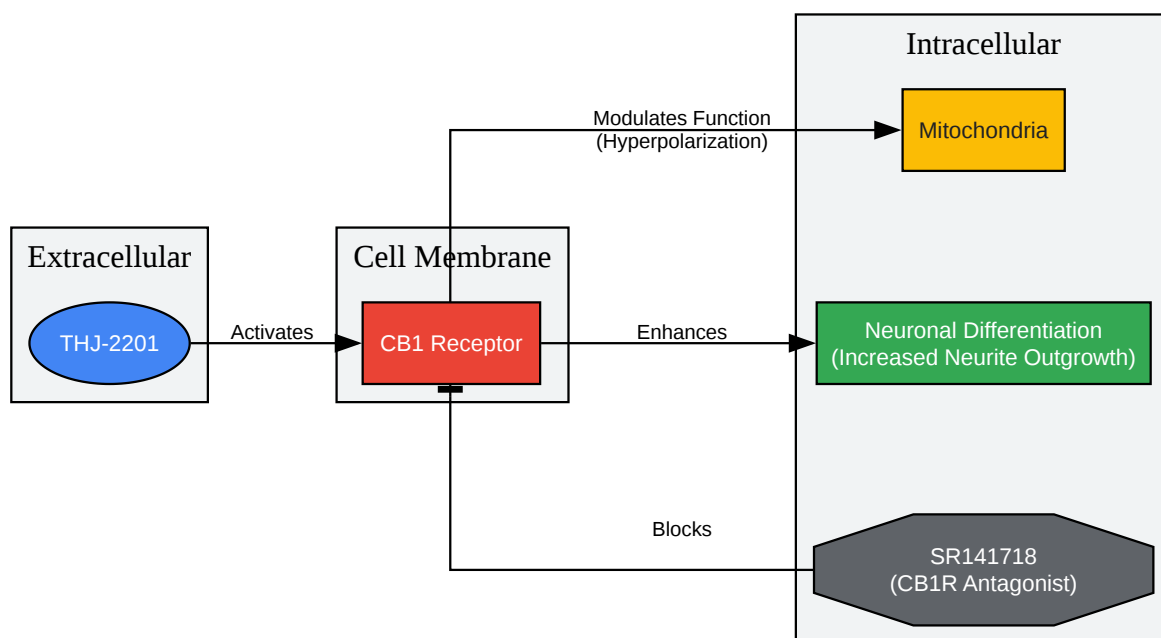 Intracellular
Modulates Function
(Hyperpolarization)
Mitochondria
Extracellular
Cell Membrane
THJ-2201
Activates
CB1 Receptor
Enhances
Neuronal Differentiation
(Increased Neurite Outgrowth)
Blocks
SR141718
(CB1R Antagonist)